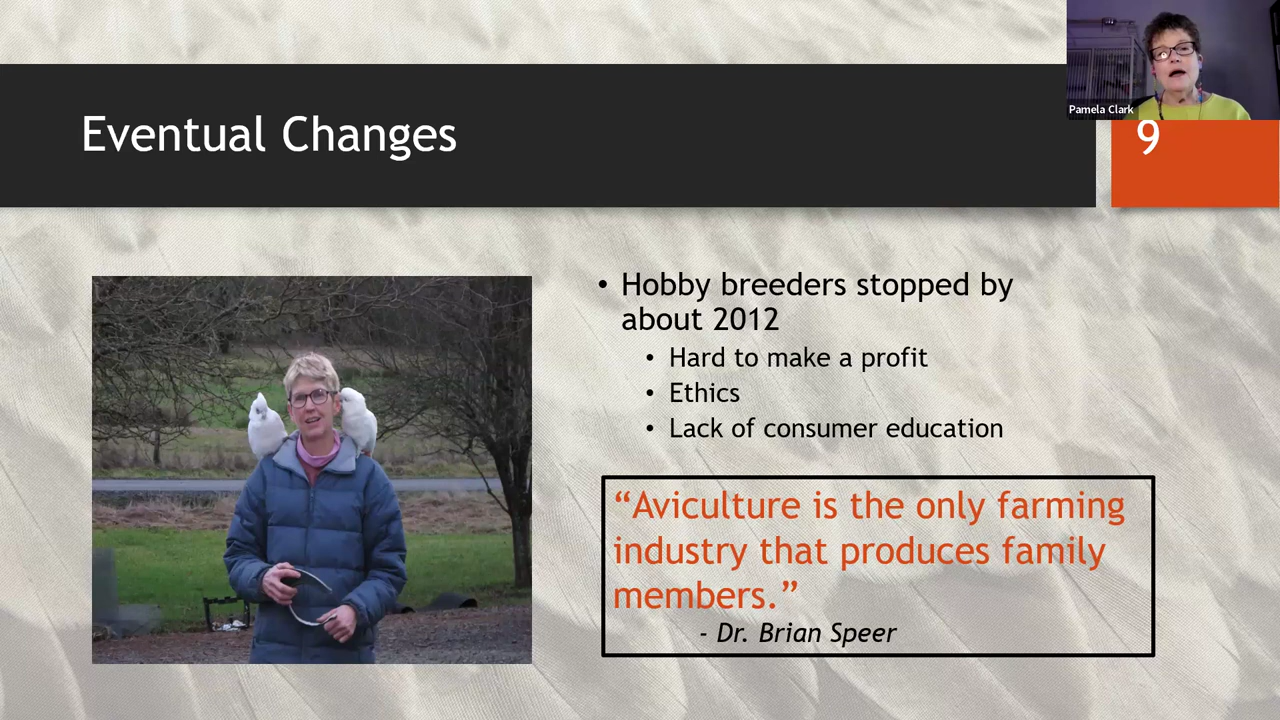 Pamela Clark
Eventual Changes
9
• Hobby breeders stopped by
about 2012
• Hard to make a profit
• Ethics
• Lack of consumer education
“Aviculture is the only farming
industry that produces family
members.”
- Dr. Brian Speer